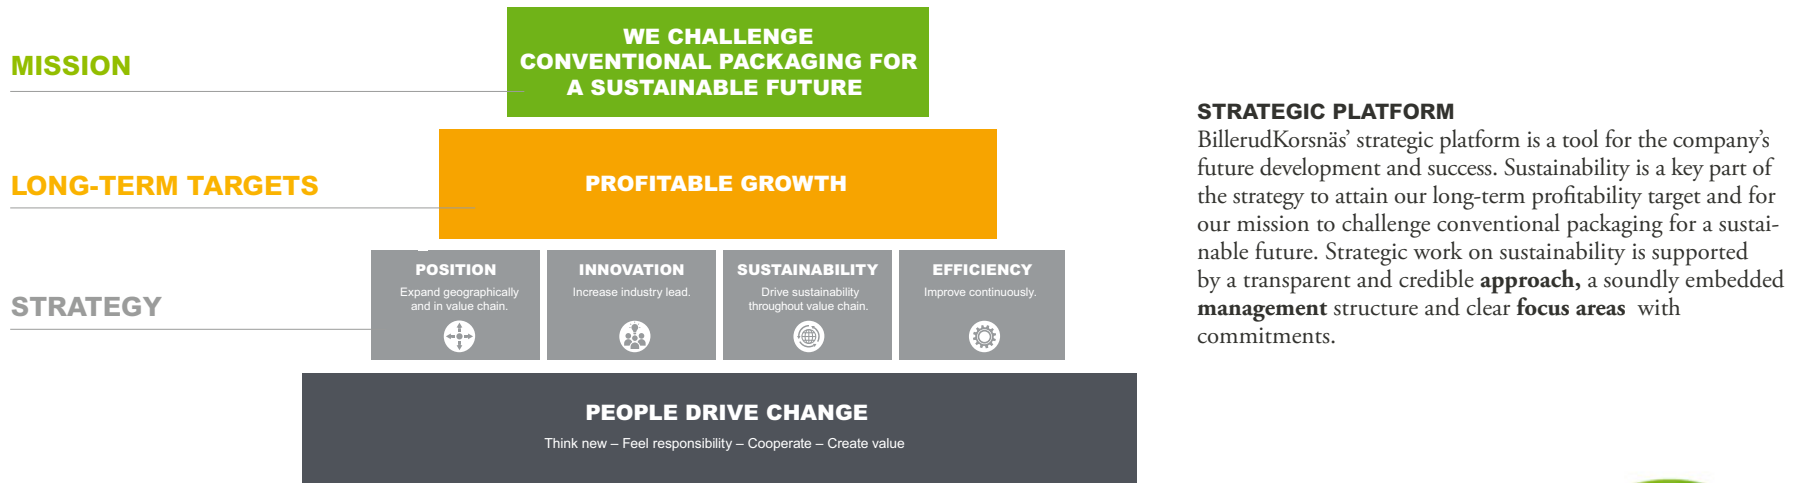 MISSION
WE CHALLENGE
CONVENTIONAL PACKAGING FOR
A SUSTAINABLE FUTURE
LONG-TERM TARGETS
PROFITABLE GROWTH
STRATEGY
POSITION
Expand geographically
and in value chain.
INNOVATION
Increase industry lead.
SUSTAINABILITY
Drive sustainability
throughout value chain.
EFFICIENCY
Improve continuously.
PEOPLE DRIVE CHANGE
Think new – Feel responsibility – Cooperate – Create value
STRATEGIC PLATFORM
BillerudKorsnäs’ strategic platform is a tool for the company’s
future development and success. Sustainability is a key part of
the strategy to attain our long-term profitability target and for
our mission to challenge conventional packaging for a sustai-
nable future. Strategic work on sustainability is supported
by a transparent and credible approach, a soundly embedded
management structure and clear focus areas with
commitments.